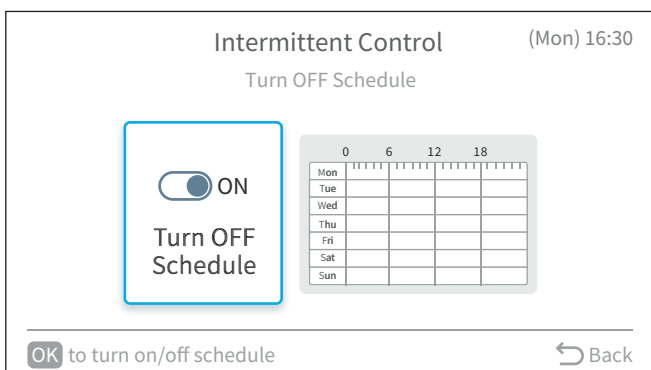 Intermittent Control
(Mon) 16:30
Turn OFF Schedule
ON
Turn OFF
Schedule
0 6 12 18
Mon
Tue
Wed
Thu
Fri
Sat
Sun
OK to turn on/off schedule
Back